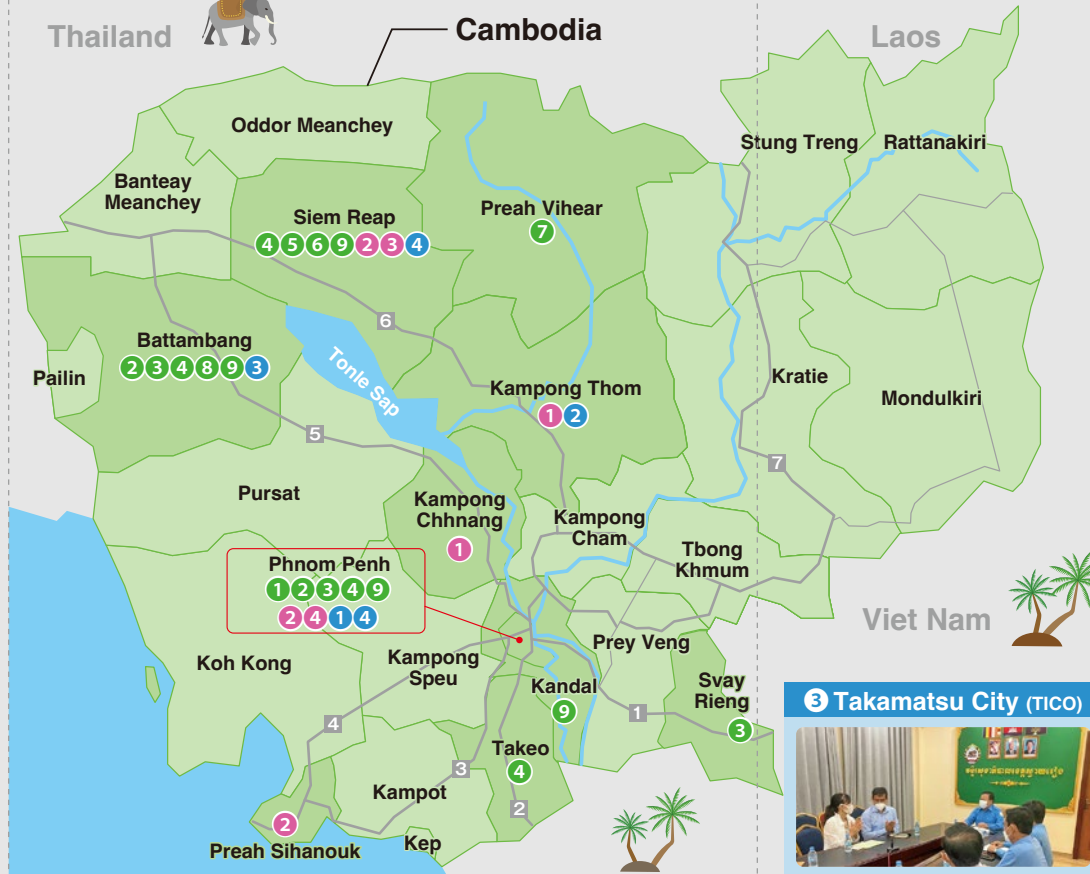 Thailand
Cambodia
Laos
Oddor Meanchey
Stung Treng
Rattanakiri
Banteay
Meanchey
Siem Reap
4 5 6 9 2 3 4
Preah Vihear
7
6
Battambang
2 3 4 8 9 3
Pailin
Tonle Sap
Kampong Thom
1 2
Kratie
Mondulkiri
5
7
Pursat
Kampong
Chhnang
1
Kampong
Cham
Tbong
Khmum
Phnom Penh
1 2 3 4 9
2 4 1 4
Viet Nam
Prey Veng
Koh Kong
Kampong
Speu
Kandal
9
Svay
Rieng
3
1
4
Takeo
4
3
2
Kampot
2
Preah Sihanouk
Kep
3 Takamatsu City (TICO)